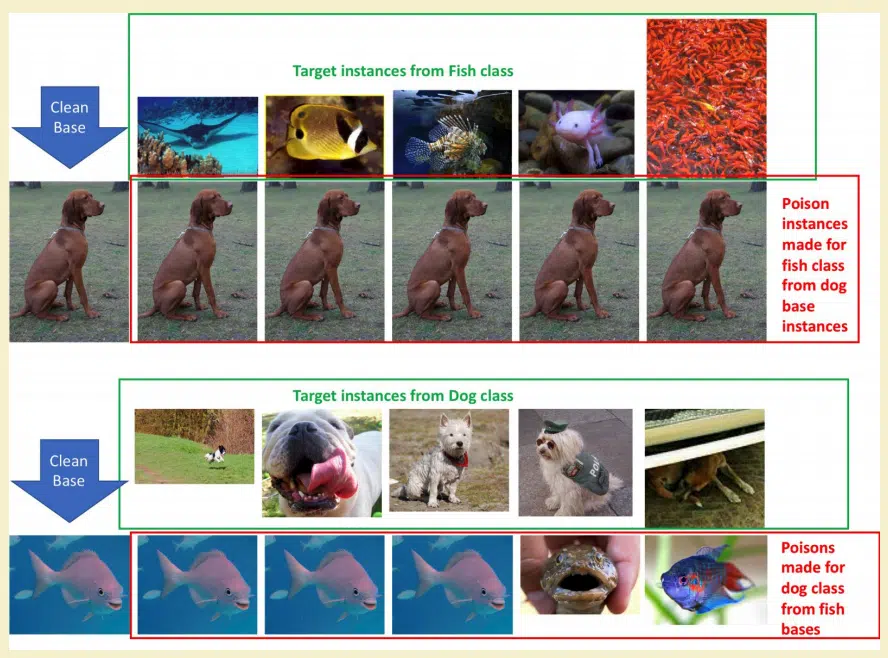 Target instances from Fish class
Clean
Base
Poison
instances
made for
fish class
from dog
base
instances
Target instances from Dog class
Clean
Base
Poisons
made for
dog class
from fish
bases